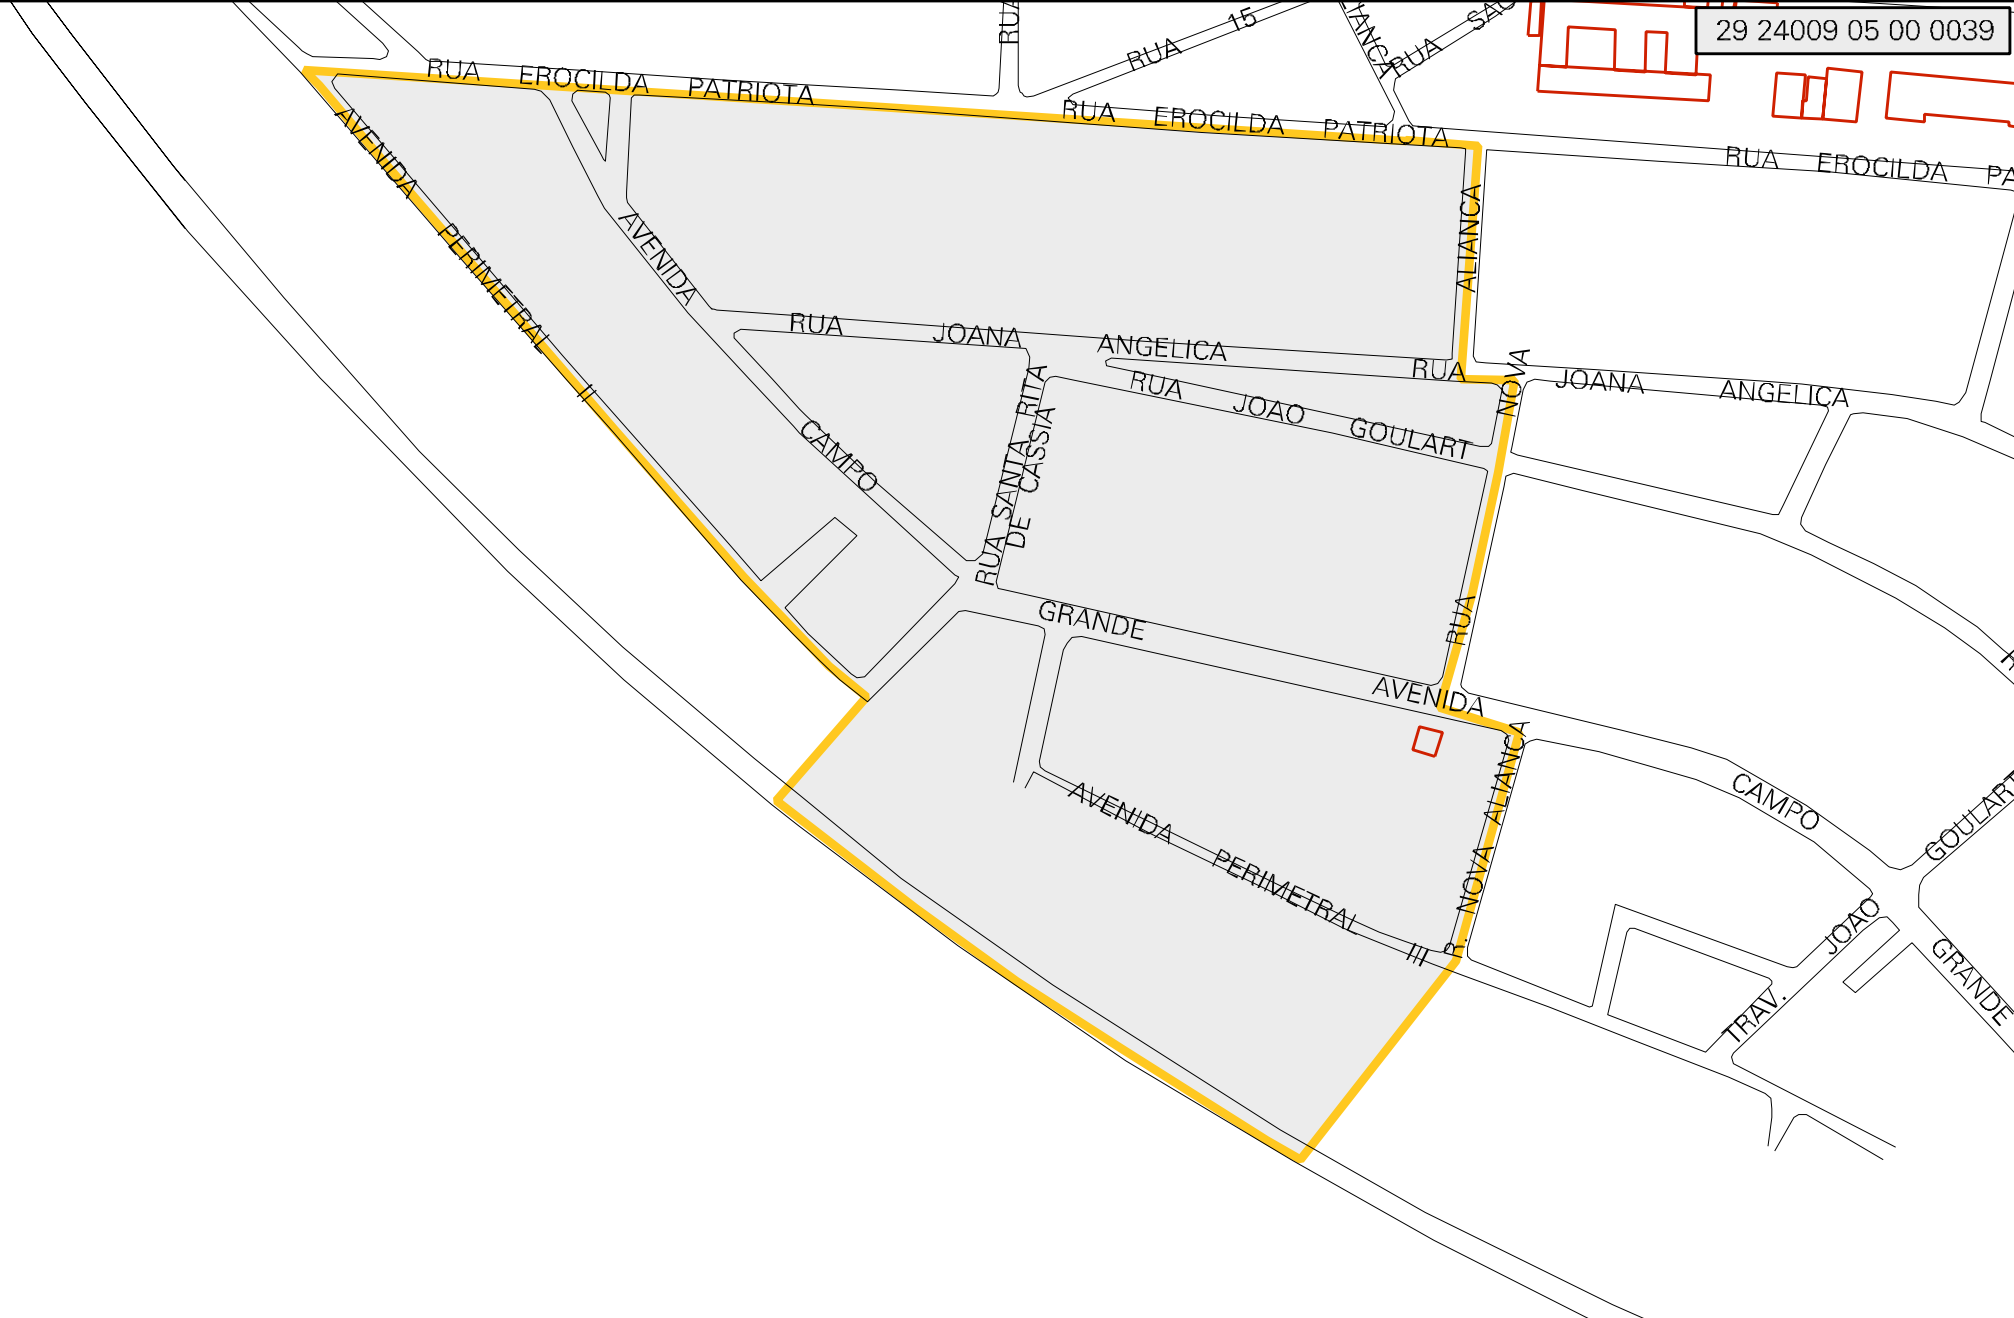 29 24009 05 00 0039
RUA
RUA 15
RUA
RUA EROCILDA PATRIOTA
RUA EROCILDA PATRIOTA
RUA EROCILDA
AVENIDA PERIMETRAL II
AVENIDA CAMPO GRANDE
RUA JOANA ANGELICA
RUA JOAO GOULART
RUA SANTA RITA
DE CASSIA
RUA NOVA ALIANCA
RUA
JOANA ANGELICA
AVENIDA CAMPO GRANDE
R. NOVA ALIANCA
AVENIDA PERIMETRAL III
TRAV. JOAO GOULART